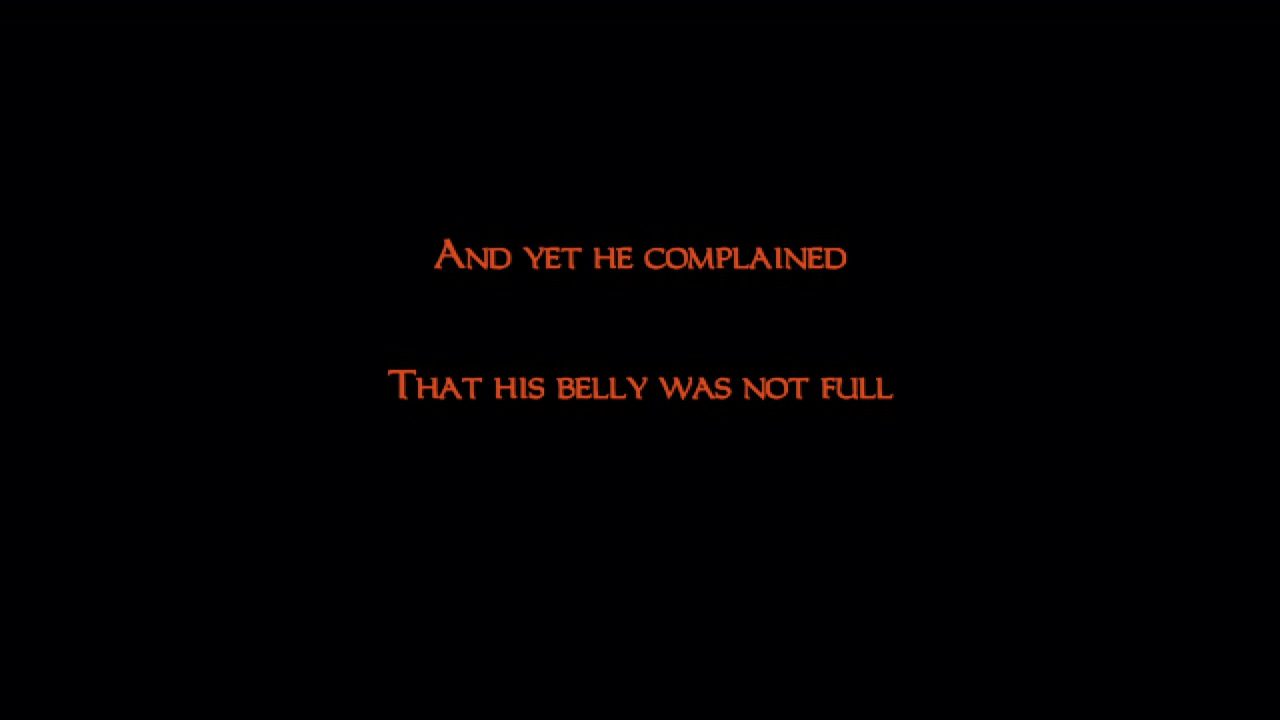 And yet he complained
That his belly was not full